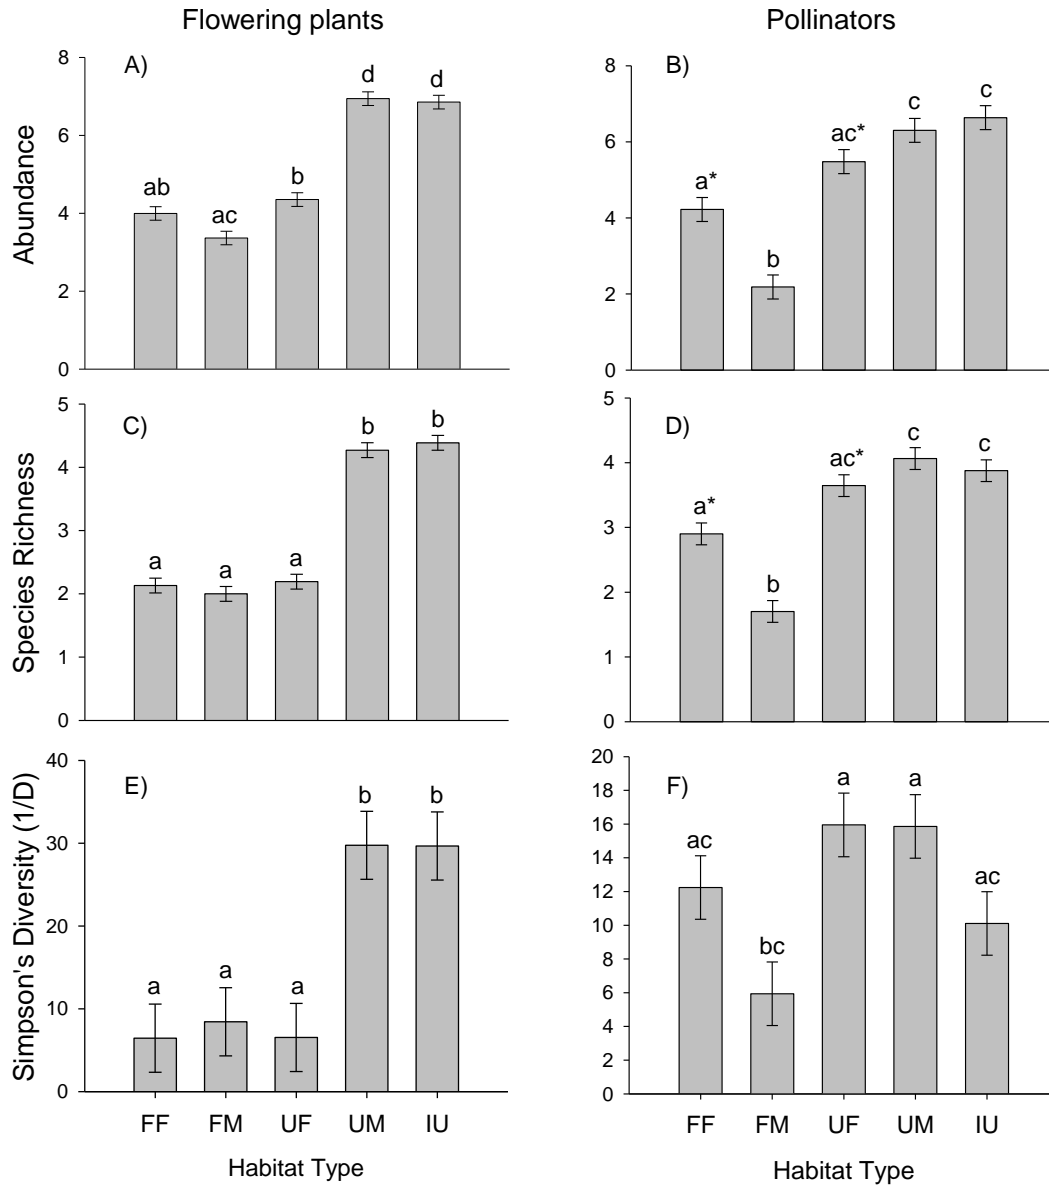 Flowering plants
Pollinators
A)
Abundance
8
6
4
2
0
ab
ac
b
d
d
B)
8
6
4
2
0
a*
b
ac*
c
c
C)
Species Richness
5
4
3
2
1
0
a
a
a
b
b
D)
5
4
3
2
1
0
a*
b
ac*
c
c
E)
Simpson's Diversity (1/D)
40
30
20
10
0
a
a
a
b
b
FF FM UF UM IU
Habitat Type
F)
20
18
16
14
12
10
8
6
4
2
0
ac
bc
a
a
ac
FF FM UF UM IU
Habitat Type